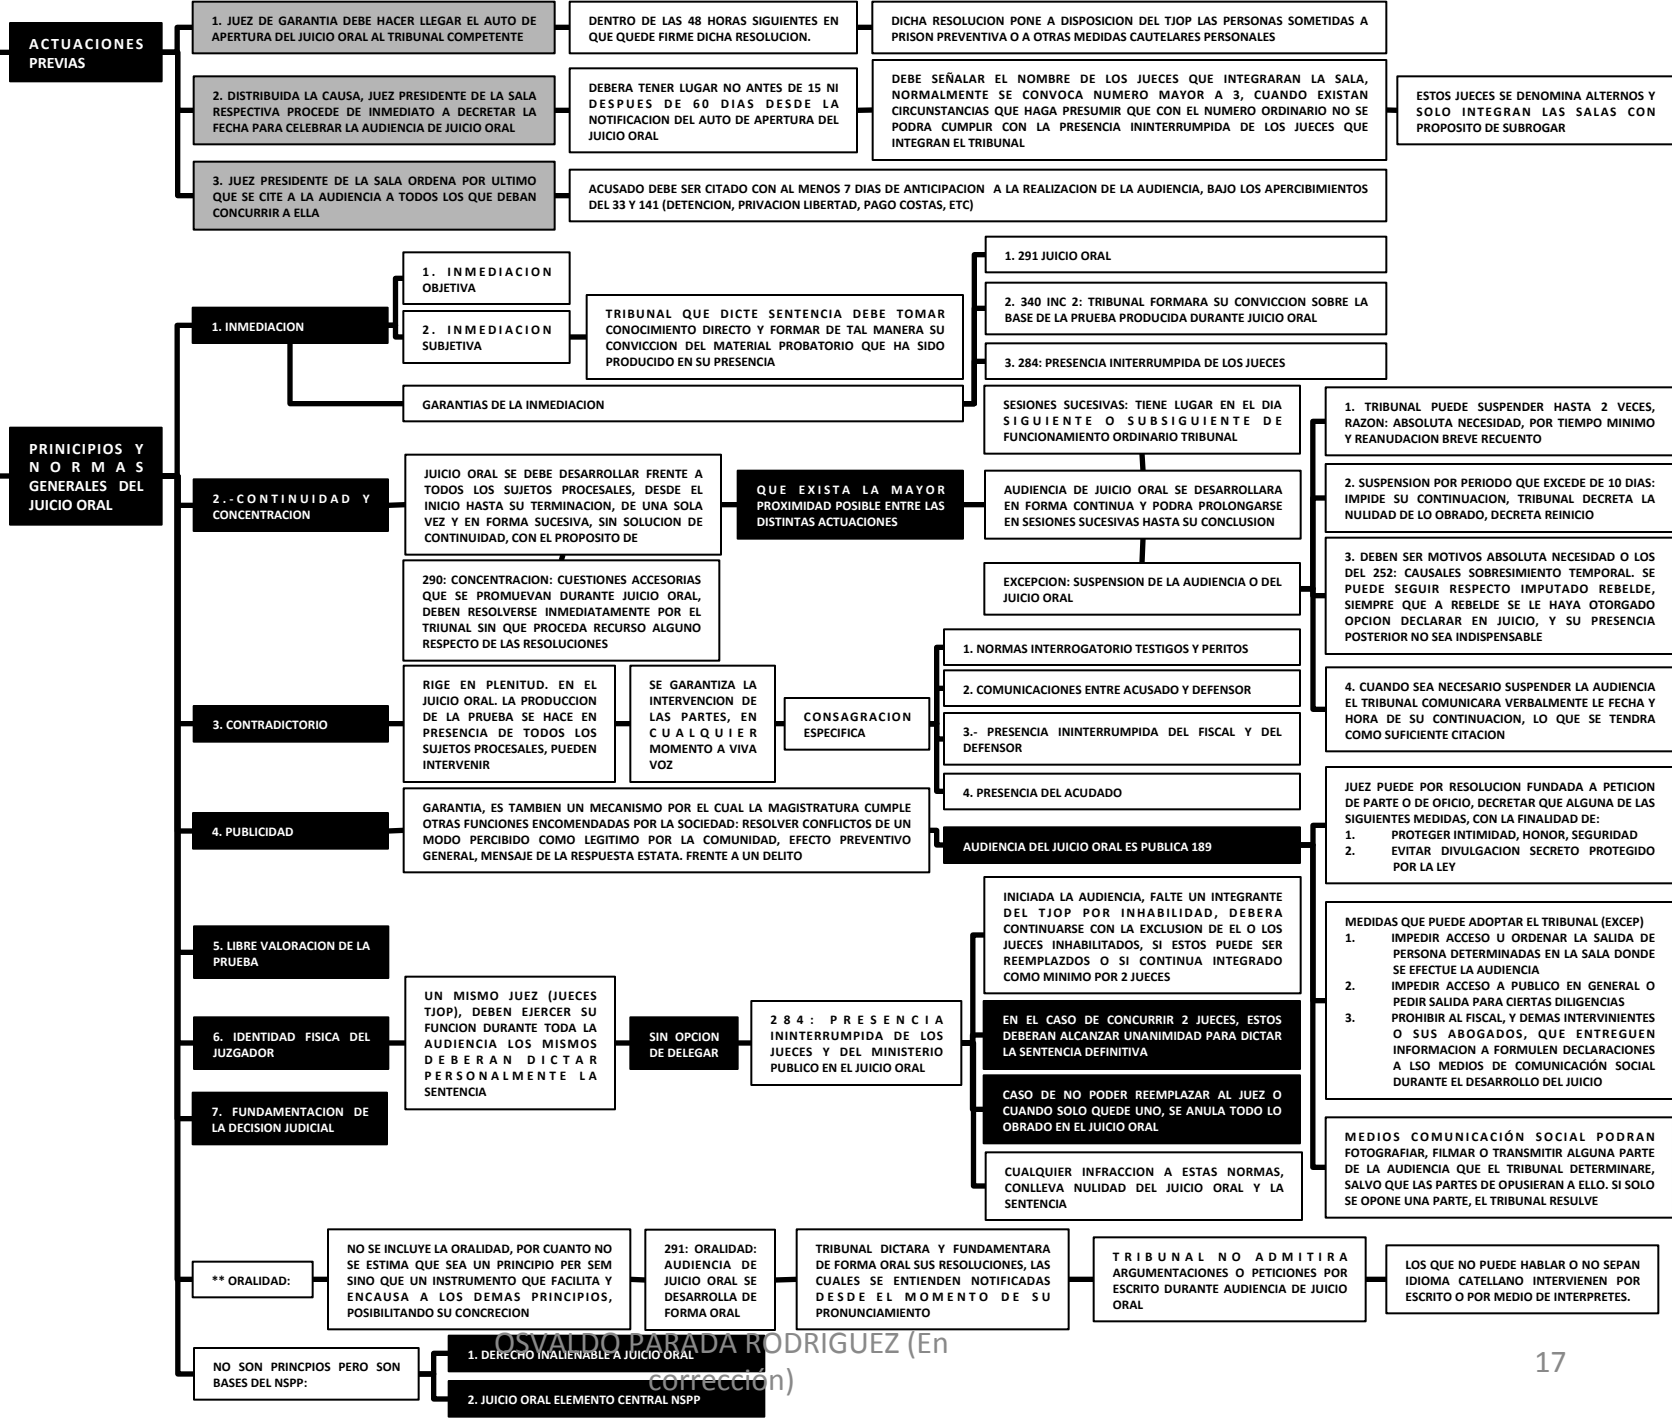 ACTUACIONES
PREVIAS
1. JUEZ DE GARANTIA DEBE HACER LLEGAR EL AUTO DE
APERTURA DEL JUICIO ORAL AL TRIBUNAL COMPETENTE
DENTRO DE LAS 48 HORAS SIGUIENTES EN
QUE QUEDE FIRME DICHA RESOLUCION.
DICHA RESOLUCION PONE A DISPOSICION DEL TJOP LAS PERSONAS SOMETIDAS A
PRISON PREVENTIVA O A OTRAS MEDIDAS CAUTELARES PERSONALES
2. DISTRIBUIDA LA CAUSA, JUEZ PRESIDENTE DE LA SALA
RESPECTIVA PROCEDE DE INMEDIATO A DECRETAR LA
FECHA PARA CELEBRAR LA AUDIENCIA DE JUICIO ORAL
DEBERA TENER LUGAR NO ANTES DE 15 NI
DESPUES DE 60 DIAS DESDE LA
NOTIFICACION DEL AUTO DE APERTURA DEL
JUICIO ORAL
DEBE SEÑALAR EL NOMBRE DE LOS JUECES QUE INTEGRARAN LA SALA,
NORMALMENTE SE CONVOCA NUMERO MAYOR A 3, CUANDO EXISTAN
CIRCUNSTANCIAS QUE HAGA PRESUMIR QUE CON EL NUMERO ORDINARIO NO SE
PODRA CUMPLIR CON LA PRESENCIA ININTERRUMPIDA DE LOS JUECES QUE
INTEGRAN EL TRIBUNAL
ESTOS JUECES SE DENOMINA ALTERNOS Y
SOLO INTEGRAN LAS SALAS CON
PROPOSITO DE SUBROGAR
3. JUEZ PRESIDENTE DE LA SALA ORDENA POR ULTIMO
QUE SE CITE A LA AUDIENCIA A TODOS LOS QUE DEBAN
CONCURRIR A ELLA
ACUSADO DEBE SER CITADO CON AL MENOS 7 DIAS DE ANTICIPACION A LA REALIZACION DE LA AUDIENCIA, BAJO LOS APERCIBIMIENTOS
DEL 33 Y 141 (DETENCION, PRIVACION LIBERTAD, PAGO COSTAS, ETC)
PRINICIPIOS Y
NORMAS
GENERALES DEL
JUICIO ORAL
1. INMEDIACION
1. INMEDIACION
OBJETIVA
2. INMEDIACION
SUBJETIVA
TRIBUNAL QUE DICTE SENTENCIA DEBE TOMAR
CONOCIMIENTO DIRECTO Y FORMAR DE TAL MANERA SU
CONVICCION DEL MATERIAL PROBATORIO QUE HA SIDO
PRODUCIDO EN SU PRESENCIA
GARANTIAS DE LA INMEDIACION
1. 291 JUICIO ORAL
2. 340 INC 2: TRIBUNAL FORMARA SU CONVICCION SOBRE LA
BASE DE LA PRUEBA PRODUCIDA DURANTE JUICIO ORAL
3. 284: PRESENCIA INITERRUMPIDA DE LOS JUECES
2.-CONTINUIDAD Y
CONCENTRACION
JUICIO ORAL SE DEBE DESARROLLAR FRENTE A
TODOS LOS SUJETOS PROCESALES, DESDE EL
INICIO HASTA SU TERMINACION, DE UNA SOLA
VEZ Y EN FORMA SUCESIVA, SIN SOLUCION DE
CONTINUIDAD, CON EL PROPOSITO DE
290: CONCENTRACION: CUESTIONES ACCESORIAS
QUE SE PROMUEVAN DURANTE JUICIO ORAL,
DEBEN RESOLVERSE INMEDIATAMENTE POR EL
TRIUNAL SIN QUE PROCEDA RECURSO ALGUNO
RESPECTO DE LAS RESOLUCIONES
QUE EXISTA LA MAYOR
PROXIMIDAD POSIBLE ENTRE LAS
DISTINTAS ACTUACIONES
SESIONES SUCESIVAS: TIENE LUGAR EN EL DIA
SIGUIENTE O SUBSIGUIENTE DE
FUNCIONAMIENTO ORDINARIO TRIBUNAL
AUDIENCIA DE JUICIO ORAL SE DESARROLLARA
EN FORMA CONTINUA Y PODRA PROLONGARSE
EN SESIONES SUCESIVAS HASTA SU CONCLUSION
EXCEPCION: SUSPENSION DE LA AUDIENCIA O DEL
JUICIO ORAL
1. TRIBUNAL PUEDE SUSPENDER HASTA 2 VECES,
RAZON: ABSOLUTA NECESIDAD, POR TIEMPO MINIMO
Y REANUDACION BREVE RECUENTO
2. SUSPENSION POR PERIODO QUE EXCEDE DE 10 DIAS:
IMPIDE SU CONTINUACION, TRIBUNAL DECRETA LA
NULIDAD DE LO OBRADO, DECRETA REINICIO
3. DEBEN SER MOTIVOS ABSOLUTA NECESIDAD O LOS
DEL 252: CAUSALES SOBRESIMIENTO TEMPORAL. SE
PUEDE SEGUIR RESPECTO IMPUTADO REBELDE,
SIEMPRE QUE A REBELDE SE LE HAYA OTORGADO
OPCION DECLARAR EN JUICIO, Y SU PRESENCIA
POSTERIOR NO SEA INDISPENSABLE
4. CUANDO SEA NECESARIO SUSPENDER LA AUDIENCIA
EL TRIBUNAL COMUNICARA VERBALMENTE LE FECHA Y
HORA DE SU CONTINUACION, LO QUE SE TENDRA
COMO SUFICIENTE CITACION
3. CONTRADICTORIO
RIGE EN PLENITUD. EN EL
JUICIO ORAL. LA PRODUCCION
DE LA PRUEBA SE HACE EN
PRESENCIA DE TODOS LOS
SUJETOS PROCESALES, PUEDEN
INTERVENIR
SE GARANTIZA LA
INTERVENCION DE
LAS PARTES, EN
CUALQUIER
MOMENTO A VIVA
VOZ
CONSAGRACION
ESPECIFICA
1. NORMAS INTERROGATORIO TESTIGOS Y PERITOS
2. COMUNICACIONES ENTRE ACUSADO Y DEFENSOR
3.- PRESENCIA ININTERRUMPIDA DEL FISCAL Y DEL
DEFENSOR
4. PRESENCIA DEL ACUDADO
4. PUBLICIDAD
GARANTIA, ES TAMBIEN UN MECANISMO POR EL CUAL LA MAGISTRATURA CUMPLE
OTRAS FUNCIONES ENCOMENDADAS POR LA SOCIEDAD: RESOLVER CONFLICTOS DE UN
MODO PERCIBIDO COMO LEGITIMO POR LA COMUNIDAD, EFECTO PREVENTIVO
GENERAL, MENSAJE DE LA RESPUESTA ESTATA. FRENTE A UN DELITO
AUDIENCIA DEL JUICIO ORAL ES PUBLICA 189
JUEZ PUEDE POR RESOLUCION FUNDADA A PETICION
DE PARTE O DE OFICIO, DECRETAR QUE ALGUNA DE LAS
SIGUIENTES MEDIDAS, CON LA FINALIDAD DE:
1. PROTEGER INTIMIDAD, HONOR, SEGURIDAD
2. EVITAR DIVULGACION SECRETO PROTEGIDO
POR LA LEY
MEDIDAS QUE PUEDE ADOPTAR EL TRIBUNAL (EXCEP)
1. IMPEDIR ACCESO U ORDENAR LA SALIDA DE
PERSONA DETERMINADAS EN LA SALA DONDE
SE EFECTUE LA AUDIENCIA
2. IMPEDIR ACCESO A PUBLICO EN GENERAL O
PEDIR SALIDA PARA CIERTAS DILIGENCIAS
3. PROHIBIR AL FISCAL, Y DEMAS INTERVINIENTES
O SUS ABOGADOS, QUE ENTREGUEN
INFORMACION A FORMULEN DECLARACIONES
A LSO MEDIOS DE COMUNICACIÓN SOCIAL
DURANTE EL DESARROLLO DEL JUICIO
MEDIOS COMUNICACIÓN SOCIAL PODRAN
FOTOGRAFIAR, FILMAR O TRANSMITIR ALGUNA PARTE
DE LA AUDIENCIA QUE EL TRIBUNAL DETERMINARE,
SALVO QUE LAS PARTES DE OPUSIERAN A ELLO. SI SOLO
SE OPONE UNA PARTE, EL TRIBUNAL RESULVE
5. LIBRE VALORACION DE LA
PRUEBA
6. IDENTIDAD FISICA DEL
JUZGADOR
UN MISMO JUEZ (JUECES
TJOP), DEBEN EJERCER SU
FUNCION DURANTE TODA LA
AUDIENCIA LOS MISMOS
DEBERAN DICTAR
PERSONALMENTE LA
SENTENCIA
SIN OPCION
DE DELEGAR
284: PRESENCIA
ININTERRUMPIDA DE LOS
JUECES Y DEL MINISTERIO
PUBLICO EN EL JUICIO ORAL
INICIADA LA AUDIENCIA, FALTE UN INTEGRANTE
DEL TJOP POR INHABILIDAD, DEBERA
CONTINUARSE CON LA EXCLUSION DE EL O LOS
JUECES INHABILITADOS, SI ESTOS PUEDE SER
REEMPLAZDOS O SI CONTINUA INTEGRADO
COMO MINIMO POR 2 JUECES
EN EL CASO DE CONCURRIR 2 JUECES, ESTOS
DEBERAN ALCANZAR UNANIMIDAD PARA DICTAR
LA SENTENCIA DEFINITIVA
CASO DE NO PODER REEMPLAZAR AL JUEZ O
CUANDO SOLO QUEDE UNO, SE ANULA TODO LO
OBRADO EN EL JUICIO ORAL
CUALQUIER INFRACCION A ESTAS NORMAS,
CONLLEVA NULIDAD DEL JUICIO ORAL Y LA
SENTENCIA
7. FUNDAMENTACION DE
LA DECISION JUDICIAL
** ORALIDAD:
NO SE INCLUYE LA ORALIDAD, POR CUANTO NO
SE ESTIMA QUE SEA UN PRINCIPIO PER SEM
SINO QUE UN INSTRUMENTO QUE FACILITA Y
ENCAUSA A LOS DEMAS PRINCIPIOS,
POSIBILITANDO SU CONCRECION
291: ORALIDAD:
AUDIENCIA DE
JUICIO ORAL SE
DESARROLLA DE
FORMA ORAL
TRIBUNAL DICTARA Y FUNDAMENTARA
DE FORMA ORAL SUS RESOLUCIONES, LAS
CUALES SE ENTIENDEN NOTIFICADAS
DESDE EL MOMENTO DE SU
PRONUNCIAMIENTO
TRIBUNAL NO ADMITIRA
ARGUMENTACIONES O PETICIONES POR
ESCRITO DURANTE AUDIENCIA DE JUICIO
ORAL
LOS QUE NO PUEDE HABLAR O NO SEPAN
IDIOMA CATELLANO INTERVIENEN POR
ESCRITO O POR MEDIO DE INTERPRETES.
NO SON PRINCPIOS PERO SON
BASES DEL NSPP:
1. DERECHO INALIENABLE A JUICIO ORAL
2. JUICIO ORAL ELEMENTO CENTRAL NSPP
OSVALDO PARADA RODRIGUEZ (En
corrección)
17